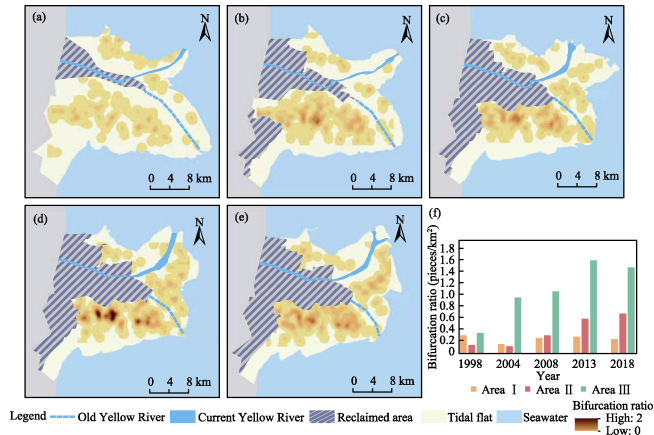 (a)
N
0 4 8 km
(b)
N
0 4 8 km
(c)
N
0 4 8 km
(d)
N
0 4 8 km
(e)
N
0 4 8 km
(f)
Bifurcation ratio (pieces/km²)
1.8
1.6
1.4
1.2
1.0
0.8
0.6
0.4
0.2
0
1998 2004 2008 2013 2018
Year
Area Ⅰ Area Ⅱ Area Ⅲ
Legend Old Yellow River Current Yellow River Reclaimed area Tidal flat Seawater
Bifurcation ratio
High: 2
Low: 0